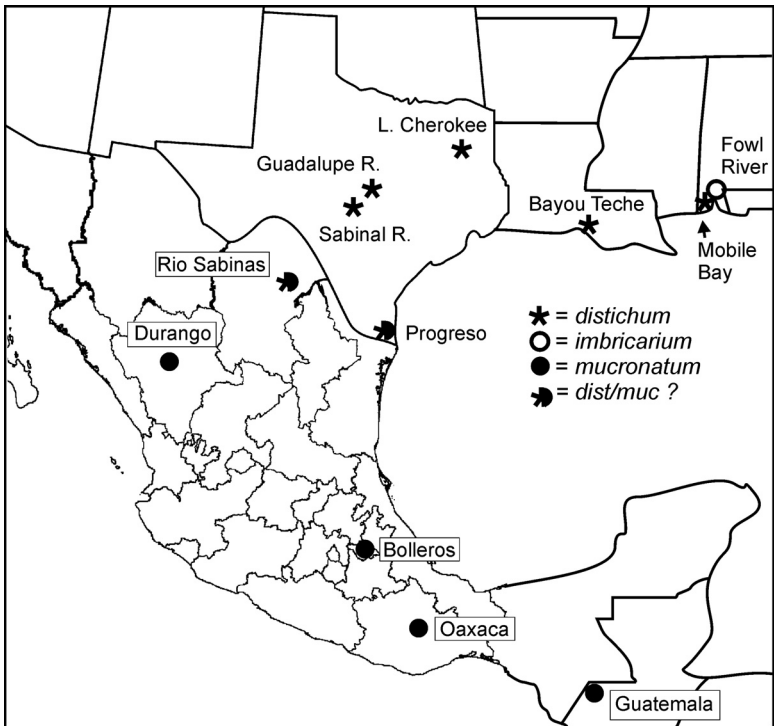 L. Cherokee
Fowl
River
Guadalupe R.
Bayou Teche
Sabinal R.
Mobile
Bay
Rio Sabinas
Durango
Progreso
= distichum
= imbricarium
= mucronatum
= dist/muc ?
Bolleros
Oaxaca
Guatemala